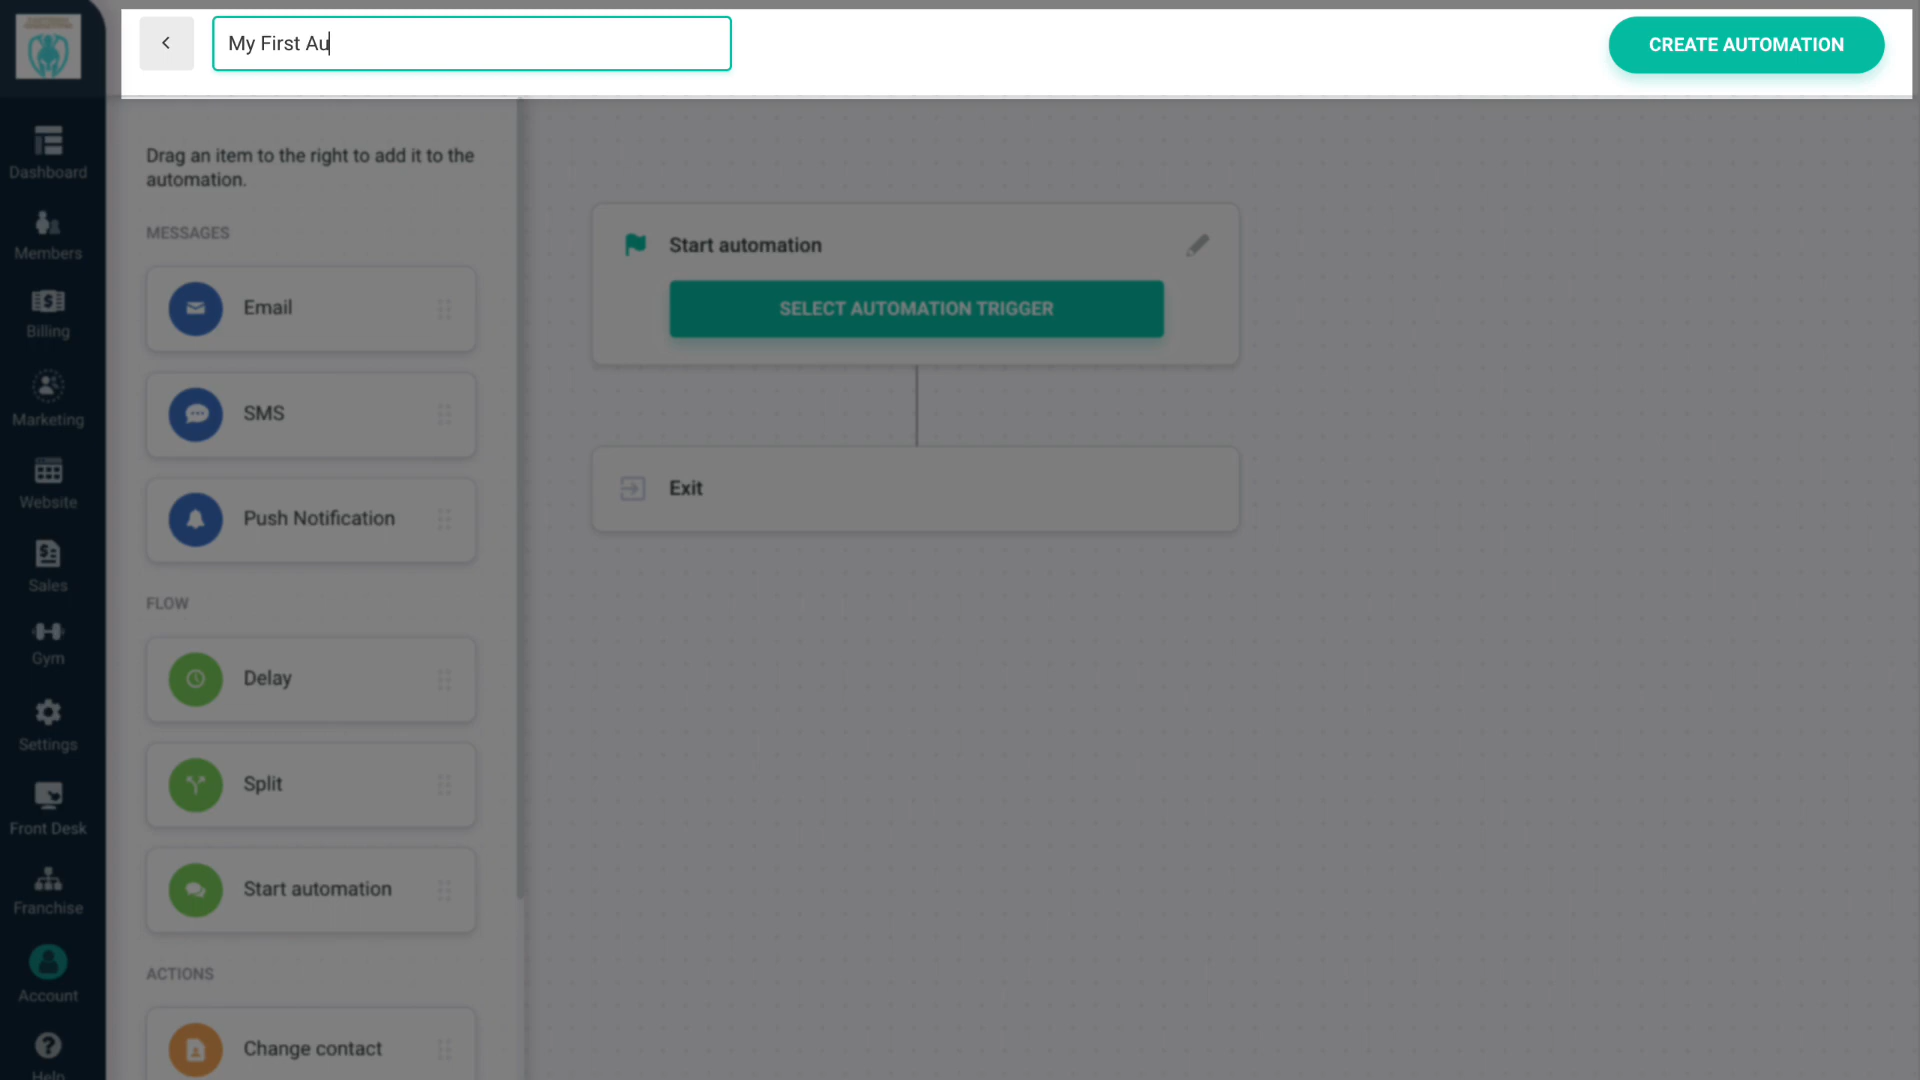 My First Au
CREATE AUTOMATION
Dashboard
Members
Billing
Marketing
Website
Sales
Gym
Settings
Front Desk
Franchise
Account
Help
Drag an item to the right to add it to the
automation.
MESSAGES
Email
SMS
Push Notification
FLOW
Delay
Split
Start automation
ACTIONS
Change contact
Start automation
SELECT AUTOMATION TRIGGER
Exit